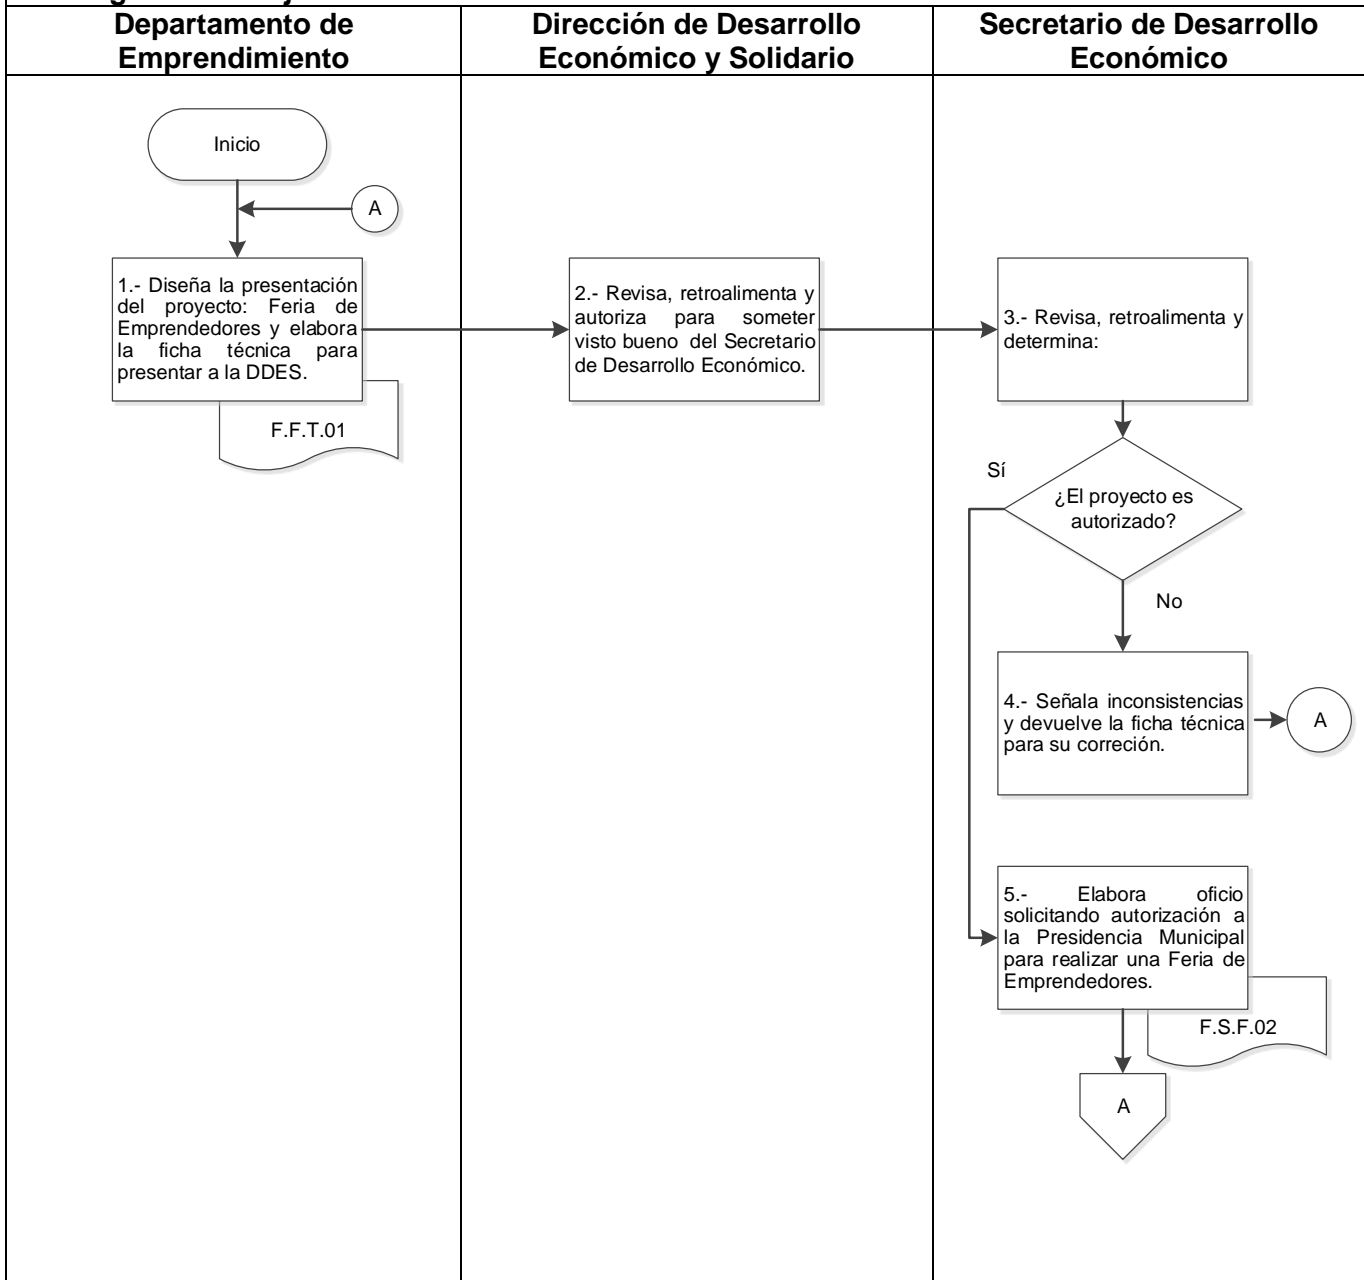 Departamento de
Emprendimiento
Dirección de Desarrollo
Económico y Solidario
Secretario de Desarrollo
Económico
Inicio
A
1.- Diseña la presentación
del proyecto: Feria de
Emprendedores y elabora
la ficha técnica para
presentar a la DDES.
F.F.T.01
2.- Revisa, retroalimenta y
autoriza para someter
visto bueno del Secretario
de Desarrollo Económico.
3.- Revisa, retroalimenta y
determina:
¿El proyecto es
autorizado?
Sí
No
4.- Señala inconsistencias
y devuelve la ficha técnica
para su correción.
A
5.- Elabora oficio
solicitando autorización a
la Presidencia Municipal
para realizar una Feria de
Emprendedores.
F.S.F.02
A